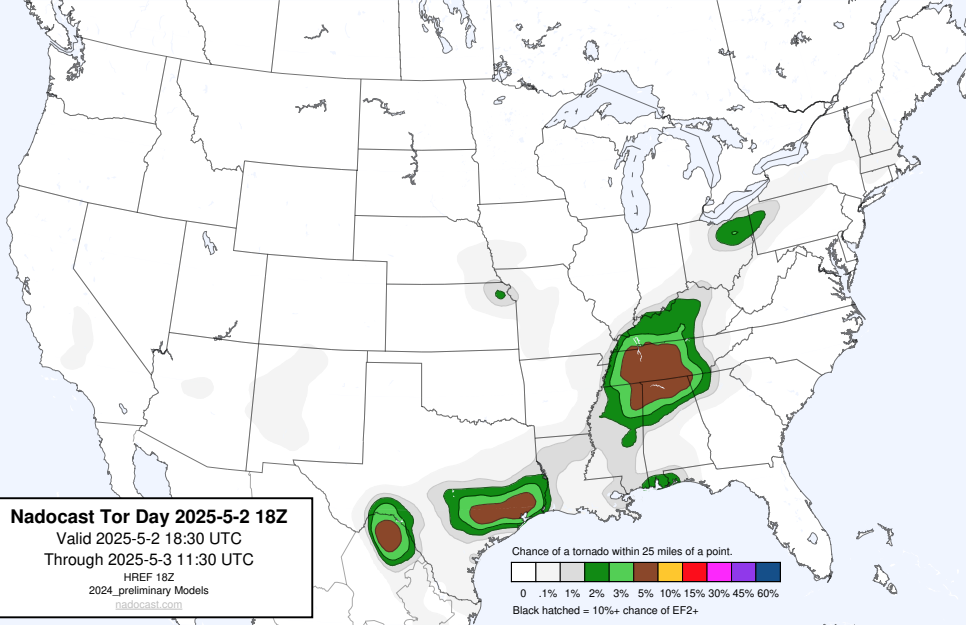 Nadocast Tor Day 2025-5-2 18Z
Valid 2025-5-2 18:30 UTC
Through 2025-5-3 11:30 UTC
HREF 18Z
2024_preliminary Models
nadocast.com
Chance of a tornado within 25 miles of a point.
0 .1% 1% 2% 3% 5% 10% 15% 30% 45% 60%
Black hatched = 10%+ chance of EF2+